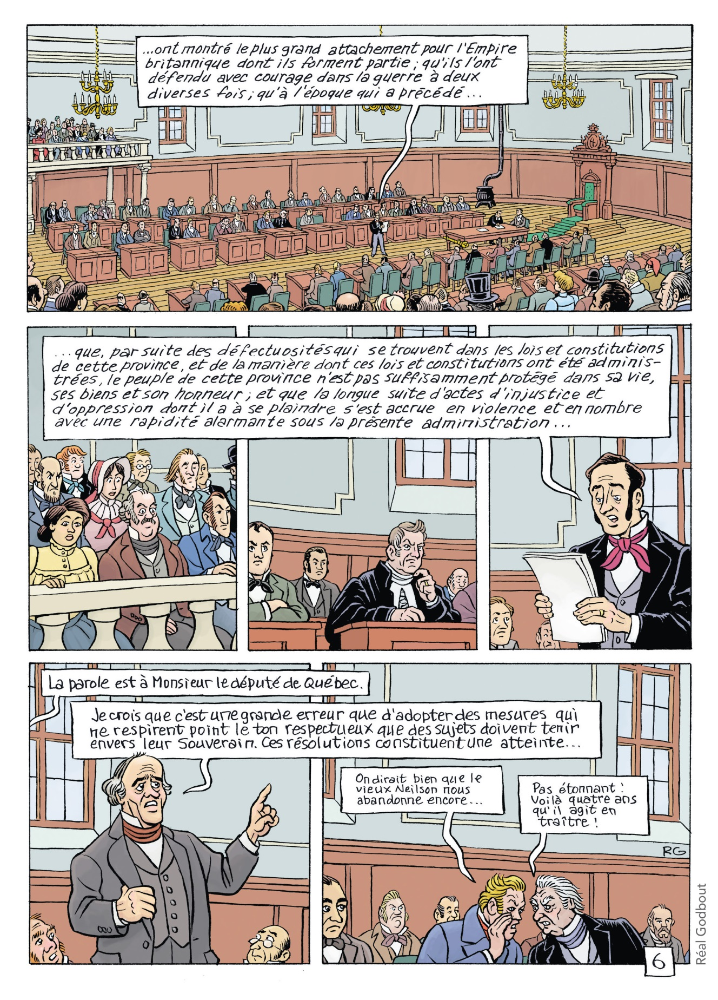 ...ont montré le plus grand attachement pour l'Empire
britannique dont ils forment partie ; qu'ils l'ont
défendu avec courage dans la guerre à deux
diverses fois ; qu'à l'époque qui a précédé...
...que, par suite des défectuosités qui se trouvent dans les lois et constitutions
de cette province, et de la manière dont ces lois et constitutions ont été adminis-
trées, le peuple de cette province n'est pas suffisamment protégé dans sa vie,
ses biens et son honneur ; et que la longue suite d'actes d'injustice et
d'oppression dont il a à se plaindre s'est accrue en violence et en nombre
avec une rapidité alarmante sous la présente administration...
La parole est à Monsieur le député de Québec.
Je crois que c'est une grande erreur que d'adopter des mesures qui
ne respirent point le ton respectueux que des sujets doivent tenir
envers leur Souverain. Ces résolutions constituent une atteinte...
On dirait bien que le
vieux Neilson nous
abandonne encore...
Pas étonnant !
Voilà quatre ans
qu'il agit en
traître !
RG
6
Réal Godbout